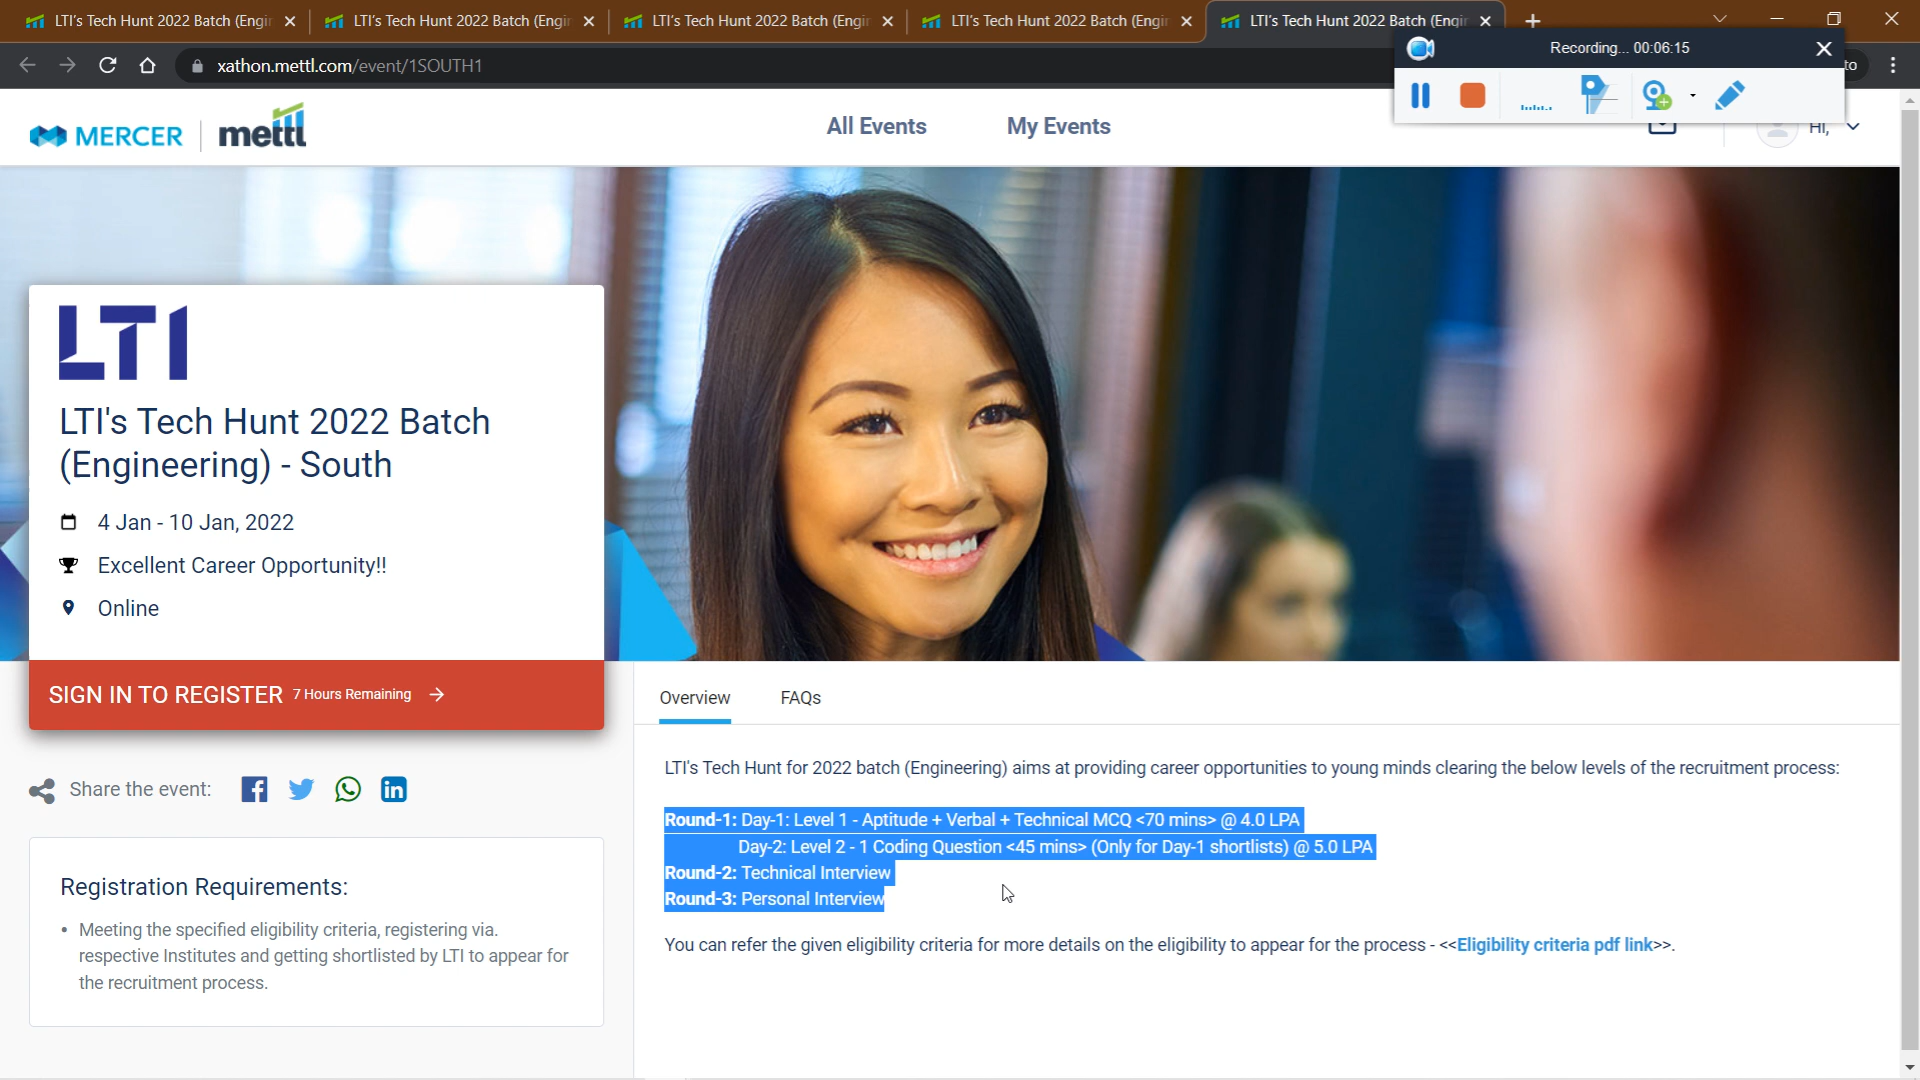 LTI's Tech Hunt 2022 Batch (Engin
LTI's Tech Hunt 2022 Batch (Engin
LTI's Tech Hunt 2022 Batch (Engin
LTI's Tech Hunt 2022 Batch (Engin
LTI's Tech Hunt 2022 Batch (Engin
Recording... 00:06:15
xathon.mettl.com/event/1SOUTH1
to
MERCER
mettl
All Events
My Events
Hi,
LTI
LTI's Tech Hunt 2022 Batch
(Engineering) - South
4 Jan - 10 Jan, 2022
Excellent Career Opportunity!!
Online
SIGN IN TO REGISTER 7 Hours Remaining
Share the event:
Registration Requirements:
• Meeting the specified eligibility criteria, registering via.
respective Institutes and getting shortlisted by LTI to appear for
the recruitment process.
Overview
FAQs
LTI's Tech Hunt for 2022 batch (Engineering) aims at providing career opportunities to young minds clearing the below levels of the recruitment process:
Round-1: Day-1: Level 1 - Aptitude + Verbal + Technical MCQ <70 mins> @ 4.0 LPA
Day-2: Level 2 - 1 Coding Question <45 mins> (Only for Day-1 shortlists) @ 5.0 LPA
Round-2: Technical Interview
Round-3: Personal Interview
You can refer the given eligibility criteria for more details on the eligibility to appear for the process - <<Eligibility criteria pdf link>>.